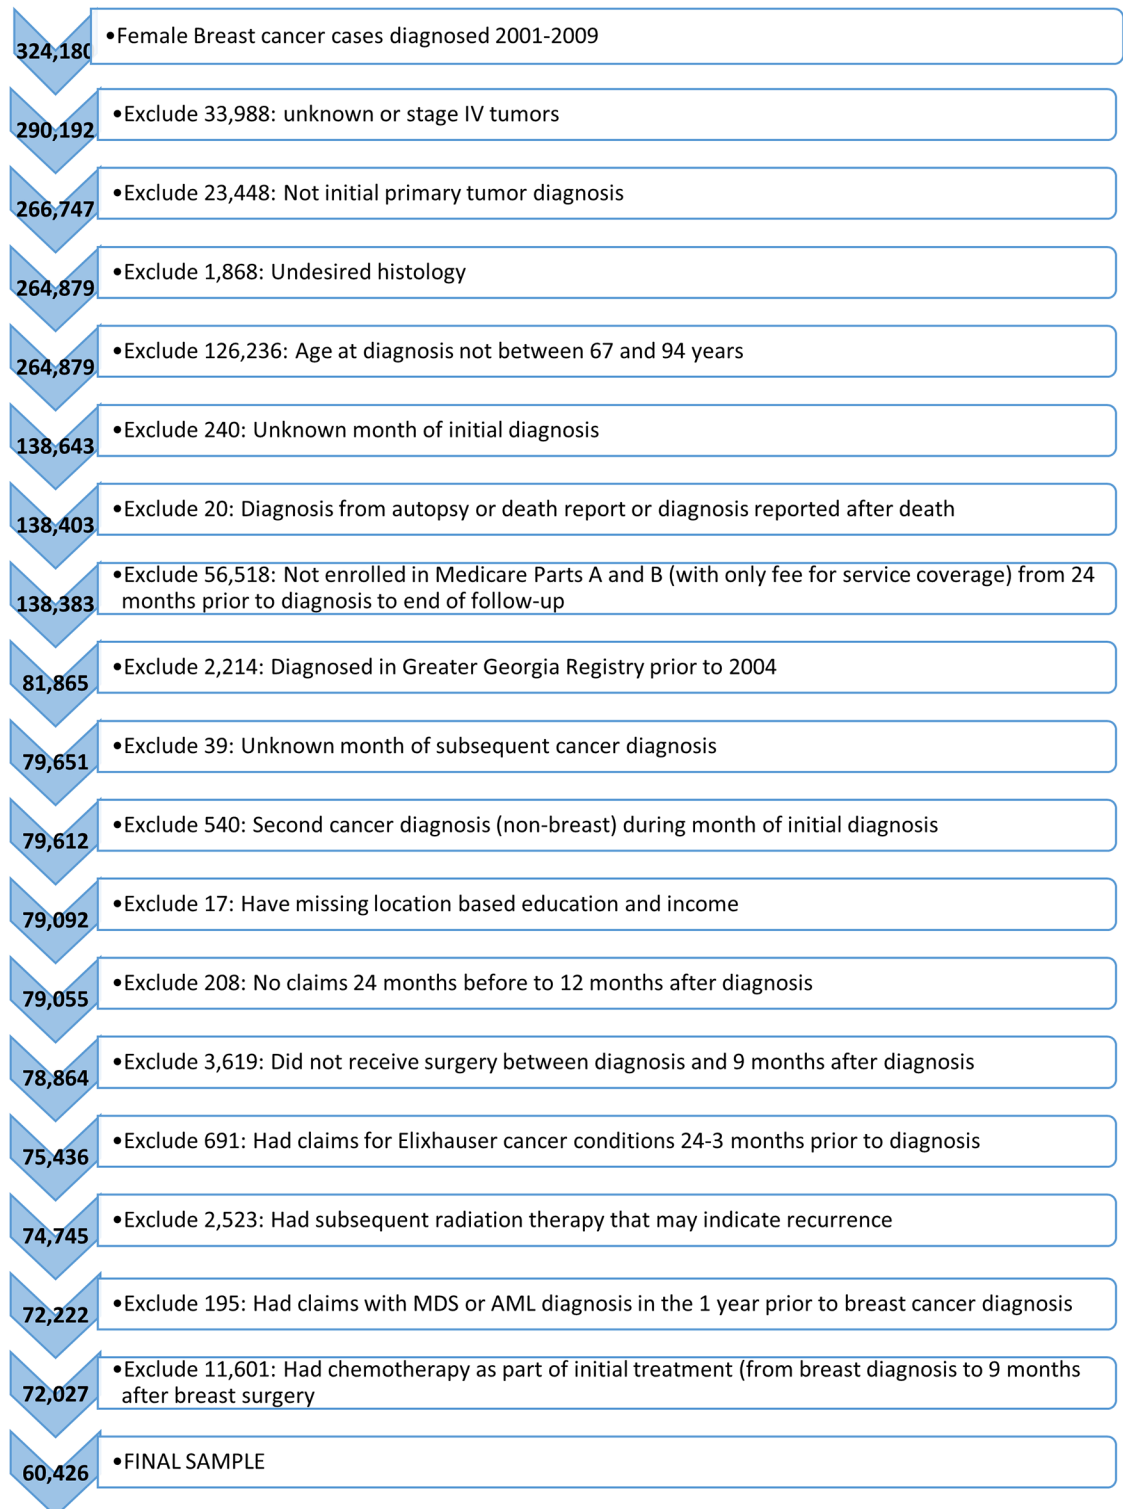 324,180
•Female Breast cancer cases diagnosed 2001-2009
290,192
•Exclude 33,988: unknown or stage IV tumors
266,747
•Exclude 23,448: Not initial primary tumor diagnosis
264,879
•Exclude 1,868: Undesired histology
264,879
•Exclude 126,236: Age at diagnosis not between 67 and 94 years
138,643
•Exclude 240: Unknown month of initial diagnosis
138,403
•Exclude 20: Diagnosis from autopsy or death report or diagnosis reported after death
138,383
•Exclude 56,518: Not enrolled in Medicare Parts A and B (with only fee for service coverage) from 24
months prior to diagnosis to end of follow-up
81,865
•Exclude 2,214: Diagnosed in Greater Georgia Registry prior to 2004
79,651
•Exclude 39: Unknown month of subsequent cancer diagnosis
79,612
•Exclude 540: Second cancer diagnosis (non-breast) during month of initial diagnosis
79,092
•Exclude 17: Have missing location based education and income
79,055
•Exclude 208: No claims 24 months before to 12 months after diagnosis
78,864
•Exclude 3,619: Did not receive surgery between diagnosis and 9 months after diagnosis
75,436
•Exclude 691: Had claims for Elixhauser cancer conditions 24-3 months prior to diagnosis
74,745
•Exclude 2,523: Had subsequent radiation therapy that may indicate recurrence
72,222
•Exclude 195: Had claims with MDS or AML diagnosis in the 1 year prior to breast cancer diagnosis
72,027
•Exclude 11,601: Had chemotherapy as part of initial treatment (from breast diagnosis to 9 months
after breast surgery
60,426
•FINAL SAMPLE